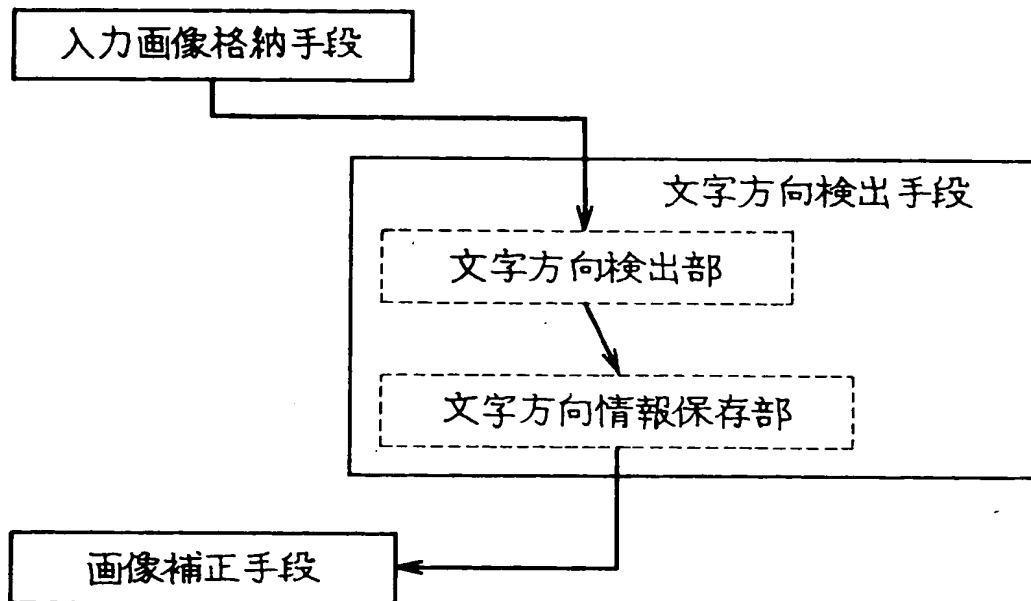 入力画像格納手段
文字方向検出手段
文字方向検出部
文字方向情報保存部
画像補正手段